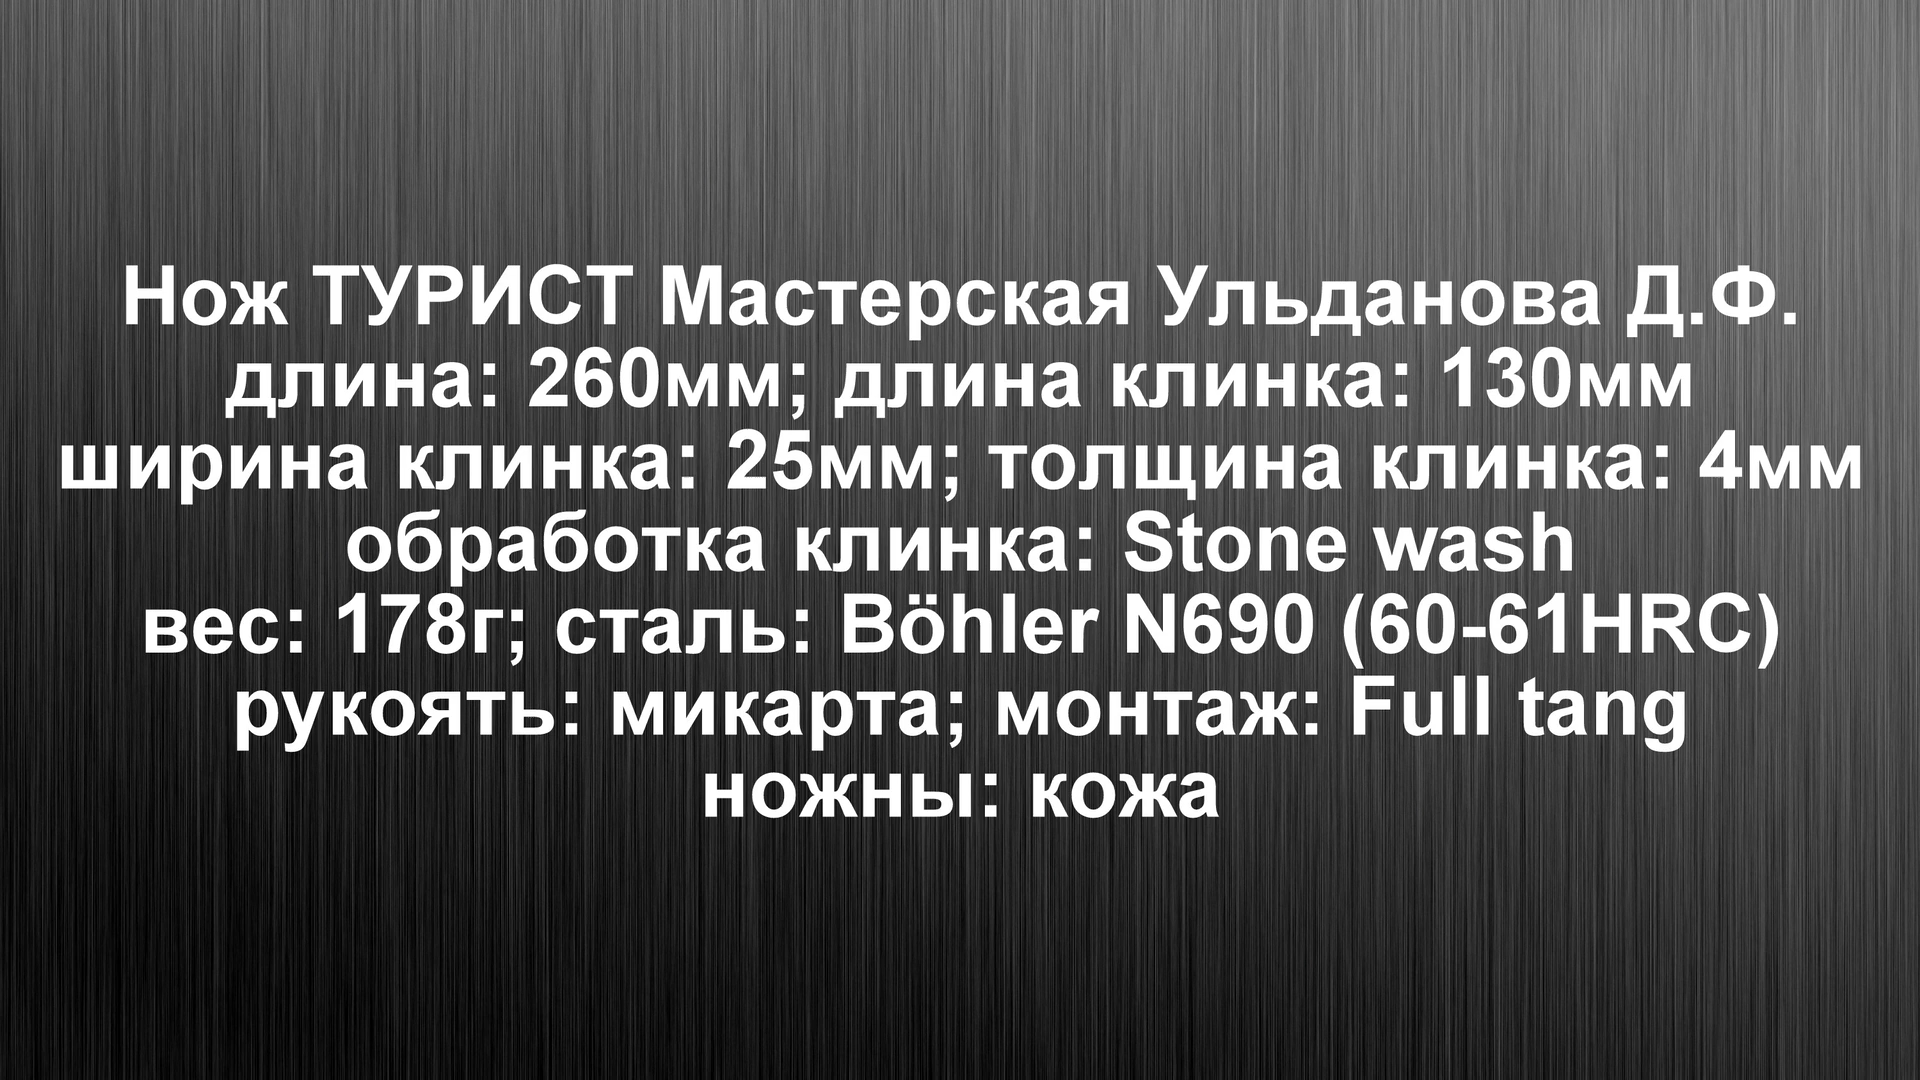 Нож ТУРИСТ Мастерская Ульданова Д.Ф.
длина: 260мм; длина клинка: 130мм
ширина клинка: 25мм; толщина клинка: 4мм
обработка клинка: Stone wash
вес: 178г; сталь: Böhler N690 (60-61HRC)
рукоять: микарта; монтаж: Full tang
ножны: кожа